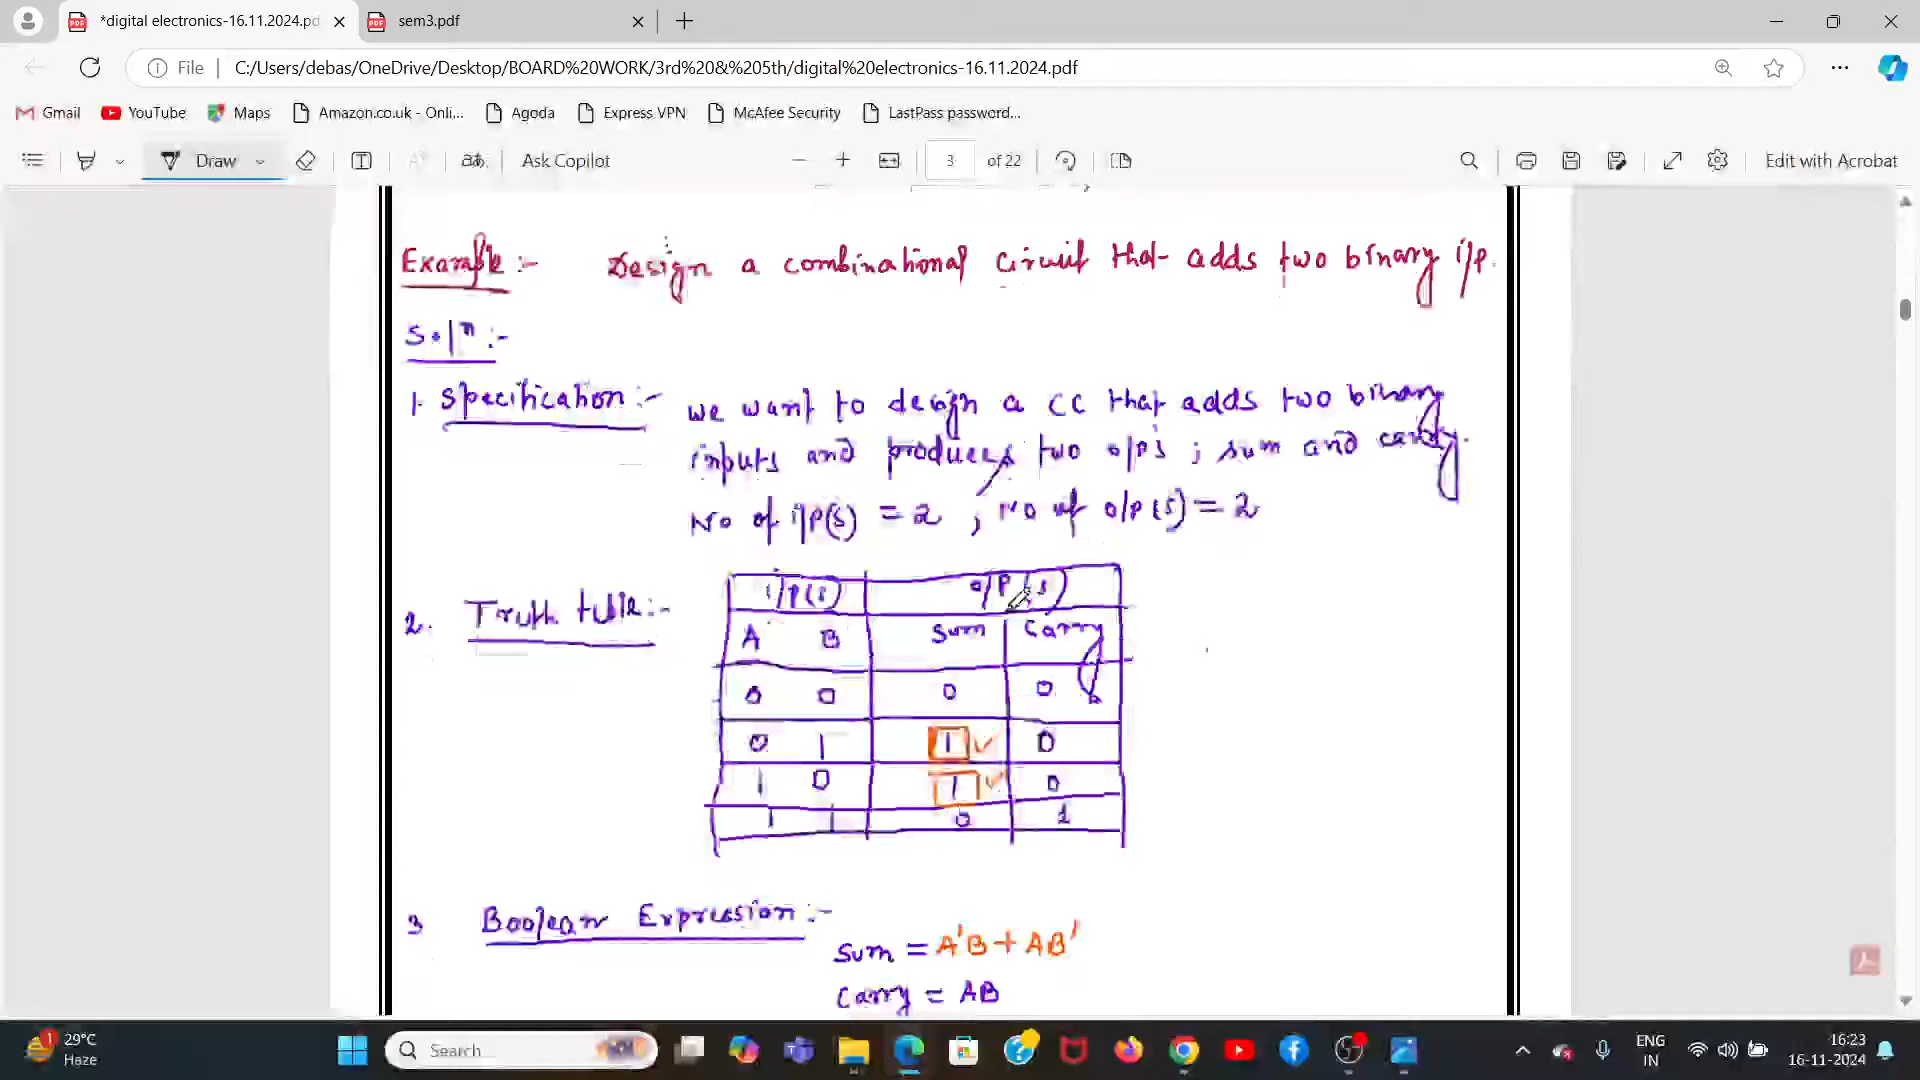 *digital electronics-16.11.2024.pd
sem3.pdf
File
C:/Users/debas/OneDrive/Desktop/BOARD%20WORK/3rd%20&%205th/digital%20electronics-16.11.2024.pdf
Gmail YouTube Maps Amazon.co.uk - Onli... Agoda Express VPN McAfee Security LastPass password...
Draw aあ Ask Copilot 3 of 22 Edit with Acrobat
Example :- Design a combinational circuit that adds two binary i/p.
Solⁿ :-
1. Specification :- we want to design a CC that adds two binary
inputs and produces two o/ps ; sum and carry.
No of i/p(s) = 2 , No of o/p(s) = 2
2. Truth table :-
i/p(s) o/p(s)
A B Sum Carry
0 0 0 0
0 1 1 ✓ 0
1 0 1 ✓ 0
1 1 0 1
3 Boolean Expression :-
Sum = A'B + AB'
Carry = AB
1 29°C
Haze
Search
ENG
IN
16:23
16-11-2024